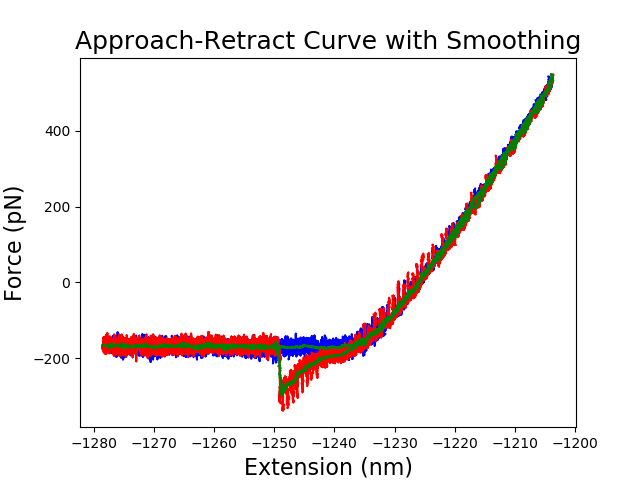 Approach-Retract Curve with Smoothing
Force (pN)
400
200
0
−200
−1280 −1270 −1260 −1250 −1240 −1230 −1220 −1210 −1200
Extension (nm)